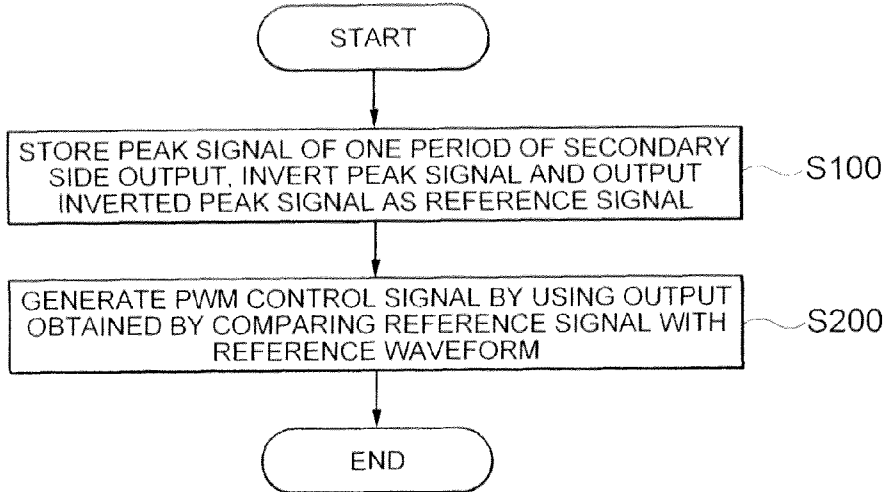 START
STORE PEAK SIGNAL OF ONE PERIOD OF SECONDARY
SIDE OUTPUT, INVERT PEAK SIGNAL AND OUTPUT
INVERTED PEAK SIGNAL AS REFERENCE SIGNAL
S100
GENERATE PWM CONTROL SIGNAL BY USING OUTPUT
OBTAINED BY COMPARING REFERENCE SIGNAL WITH
REFERENCE WAVEFORM
S200
END